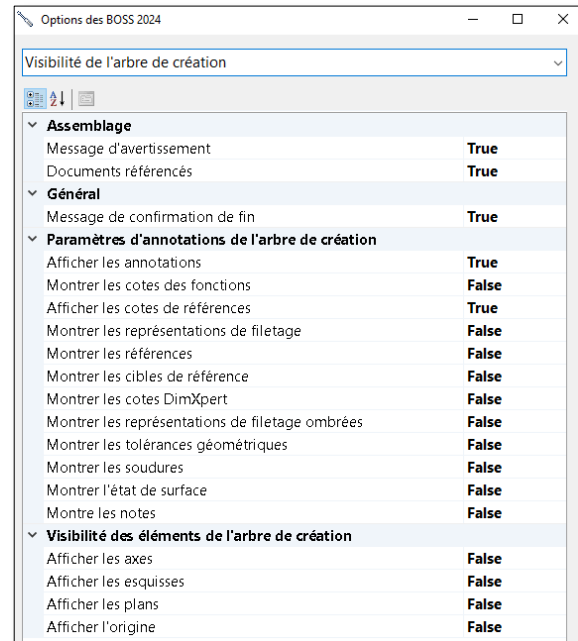 Options des BOSS 2024
Visibilité de l'arbre de création
Assemblage
Message d'avertissement True
Documents référencés True
Général
Message de confirmation de fin True
Paramètres d'annotations de l'arbre de création
Afficher les annotations True
Montrer les cotes des fonctions False
Afficher les cotes de références True
Montrer les représentations de filetage False
Montrer les références False
Montrer les cibles de référence False
Montrer les cotes DimXpert False
Montrer les représentations de filetage ombrées False
Montrer les tolérances géométriques False
Montrer les soudures False
Montrer l'état de surface False
Montre les notes False
Visibilité des éléments de l'arbre de création
Afficher les axes False
Afficher les esquisses False
Afficher les plans False
Afficher l'origine False